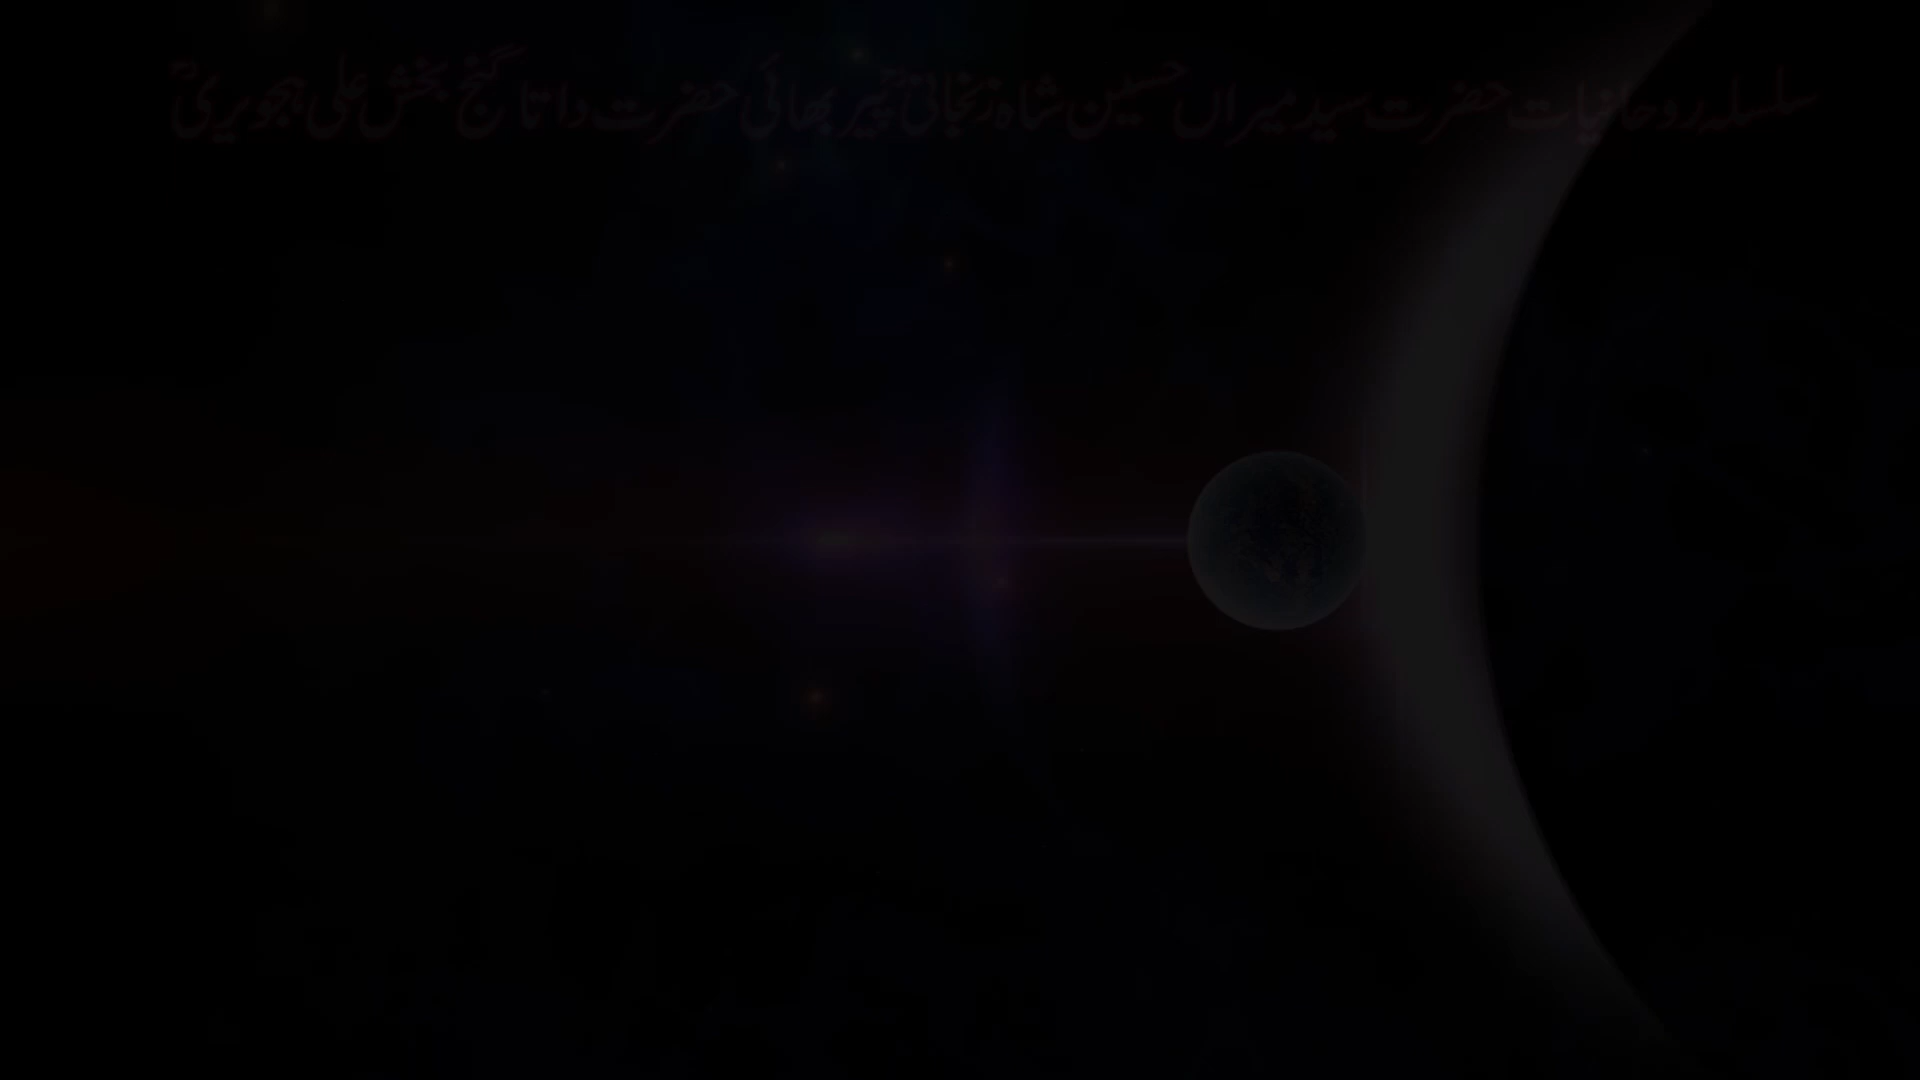 سلسلہ روحانیات حضرت سید میراں حسین شاہ زنجانیؒ پیر بھائی حضرت داتا گنج بخش علی ہجویریؒ